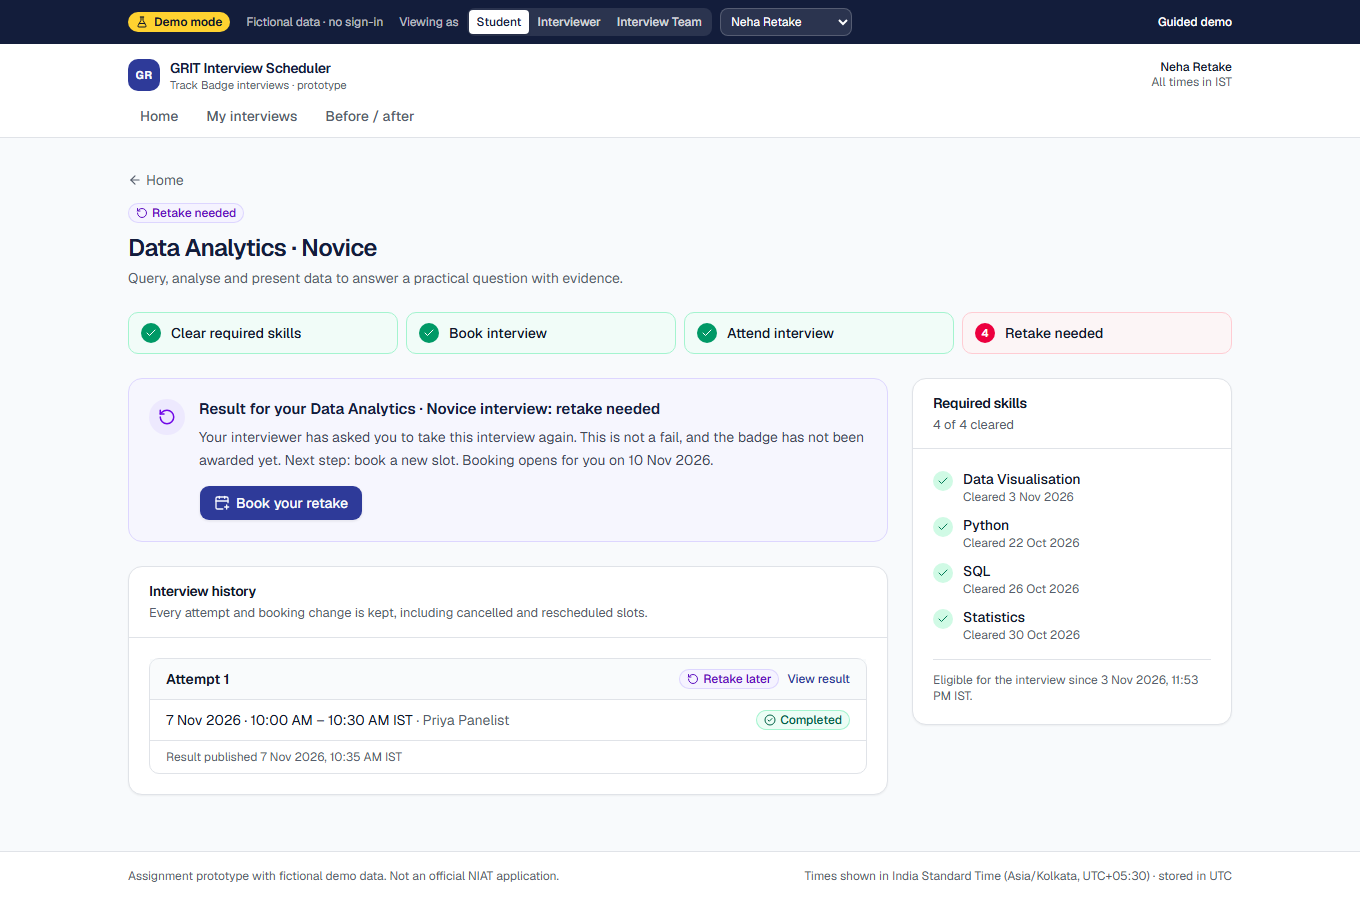 Demo mode
Fictional data · no sign-in
Viewing as
Student
Interviewer
Interview Team
Neha Retake
Guided demo
GR
GRIT Interview Scheduler
Track Badge interviews · prototype
Neha Retake
All times in IST
Home
My interviews
Before / after
Home
Retake needed
Data Analytics · Novice
Query, analyse and present data to answer a practical question with evidence.
Clear required skills
Book interview
Attend interview
4 Retake needed
Result for your Data Analytics · Novice interview: retake needed
Your interviewer has asked you to take this interview again. This is not a fail, and the badge has not been
awarded yet. Next step: book a new slot. Booking opens for you on 10 Nov 2026.
Book your retake
Interview history
Every attempt and booking change is kept, including cancelled and rescheduled slots.
Attempt 1
Retake later
View result
7 Nov 2026 · 10:00 AM – 10:30 AM IST · Priya Panelist
Completed
Result published 7 Nov 2026, 10:35 AM IST
Required skills
4 of 4 cleared
Data Visualisation
Cleared 3 Nov 2026
Python
Cleared 22 Oct 2026
SQL
Cleared 26 Oct 2026
Statistics
Cleared 30 Oct 2026
Eligible for the interview since 3 Nov 2026, 11:53
PM IST.
Assignment prototype with fictional demo data. Not an official NIAT application.
Times shown in India Standard Time (Asia/Kolkata, UTC+05:30) · stored in UTC